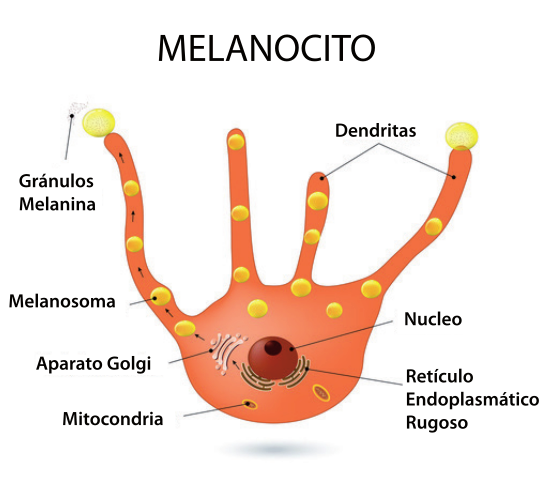 MELANOCITO
Dendritas
Gránulos
Melanina
Melanosoma
Nucleo
Aparato Golgi
Retículo
Endoplasmático
Rugoso
Mitocondria